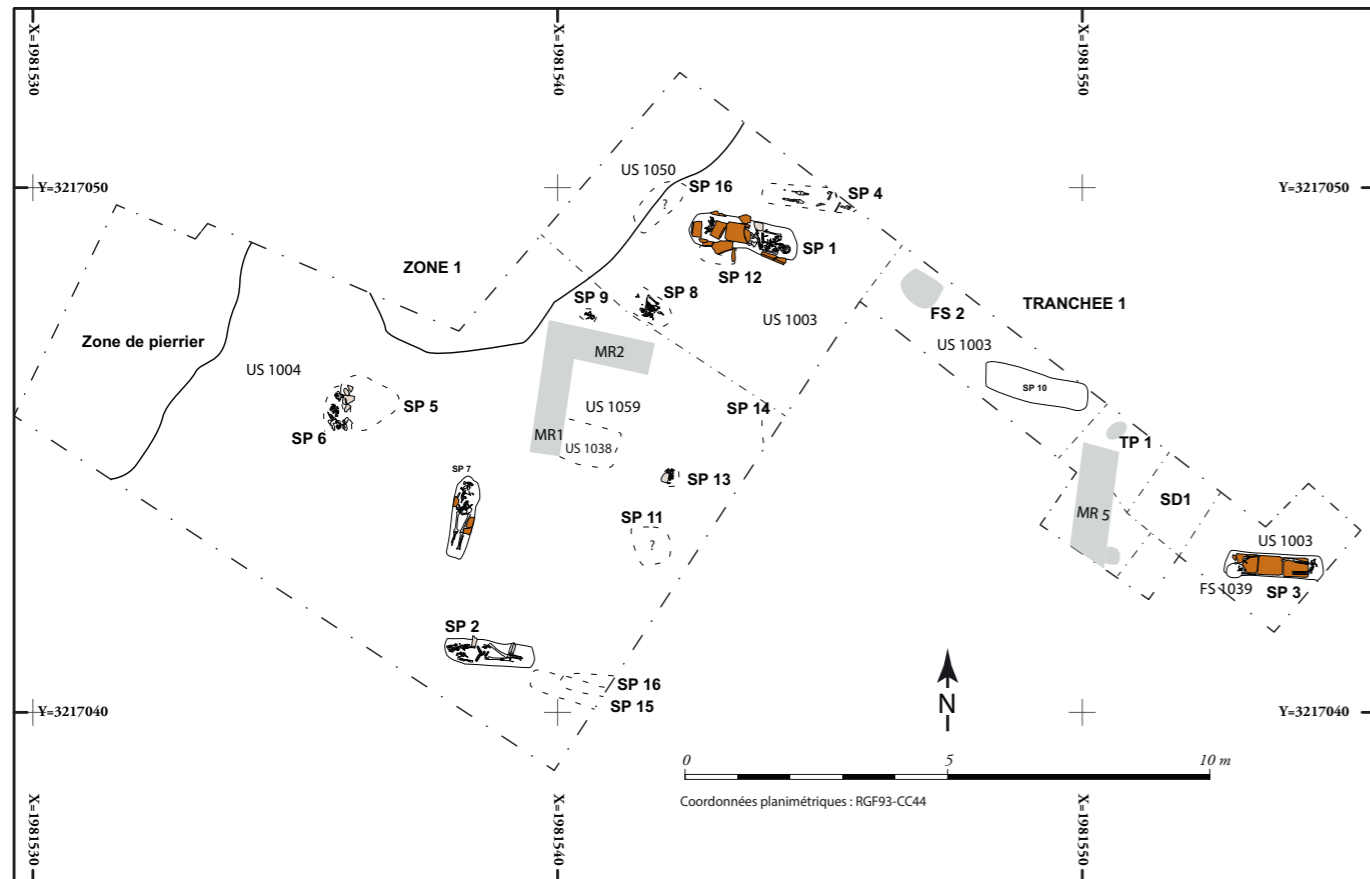 X=1981530
X=1981540
X=1981550
Y=3217050
Y=3217050
US 1050
SP 16
?
SP 4
SP 1
SP 12
ZONE 1
SP 9
SP 8
US 1003
FS 2
TRANCHEE 1
US 1003
Zone de pierrier
US 1004
MR2
SP 10
SP 5
SP 6
US 1059
SP 14
MR1
US 1038
TP 1
SP 7
SP 13
SD1
MR 5
SP 11
?
US 1003
FS 1039
SP 3
SP 2
SP 16
SP 15
N
Y=3217040
Y=3217040
0 5 10 m
Coordonnées planimétriques : RGF93-CC44
X=1981530
X=1981540
X=1981550